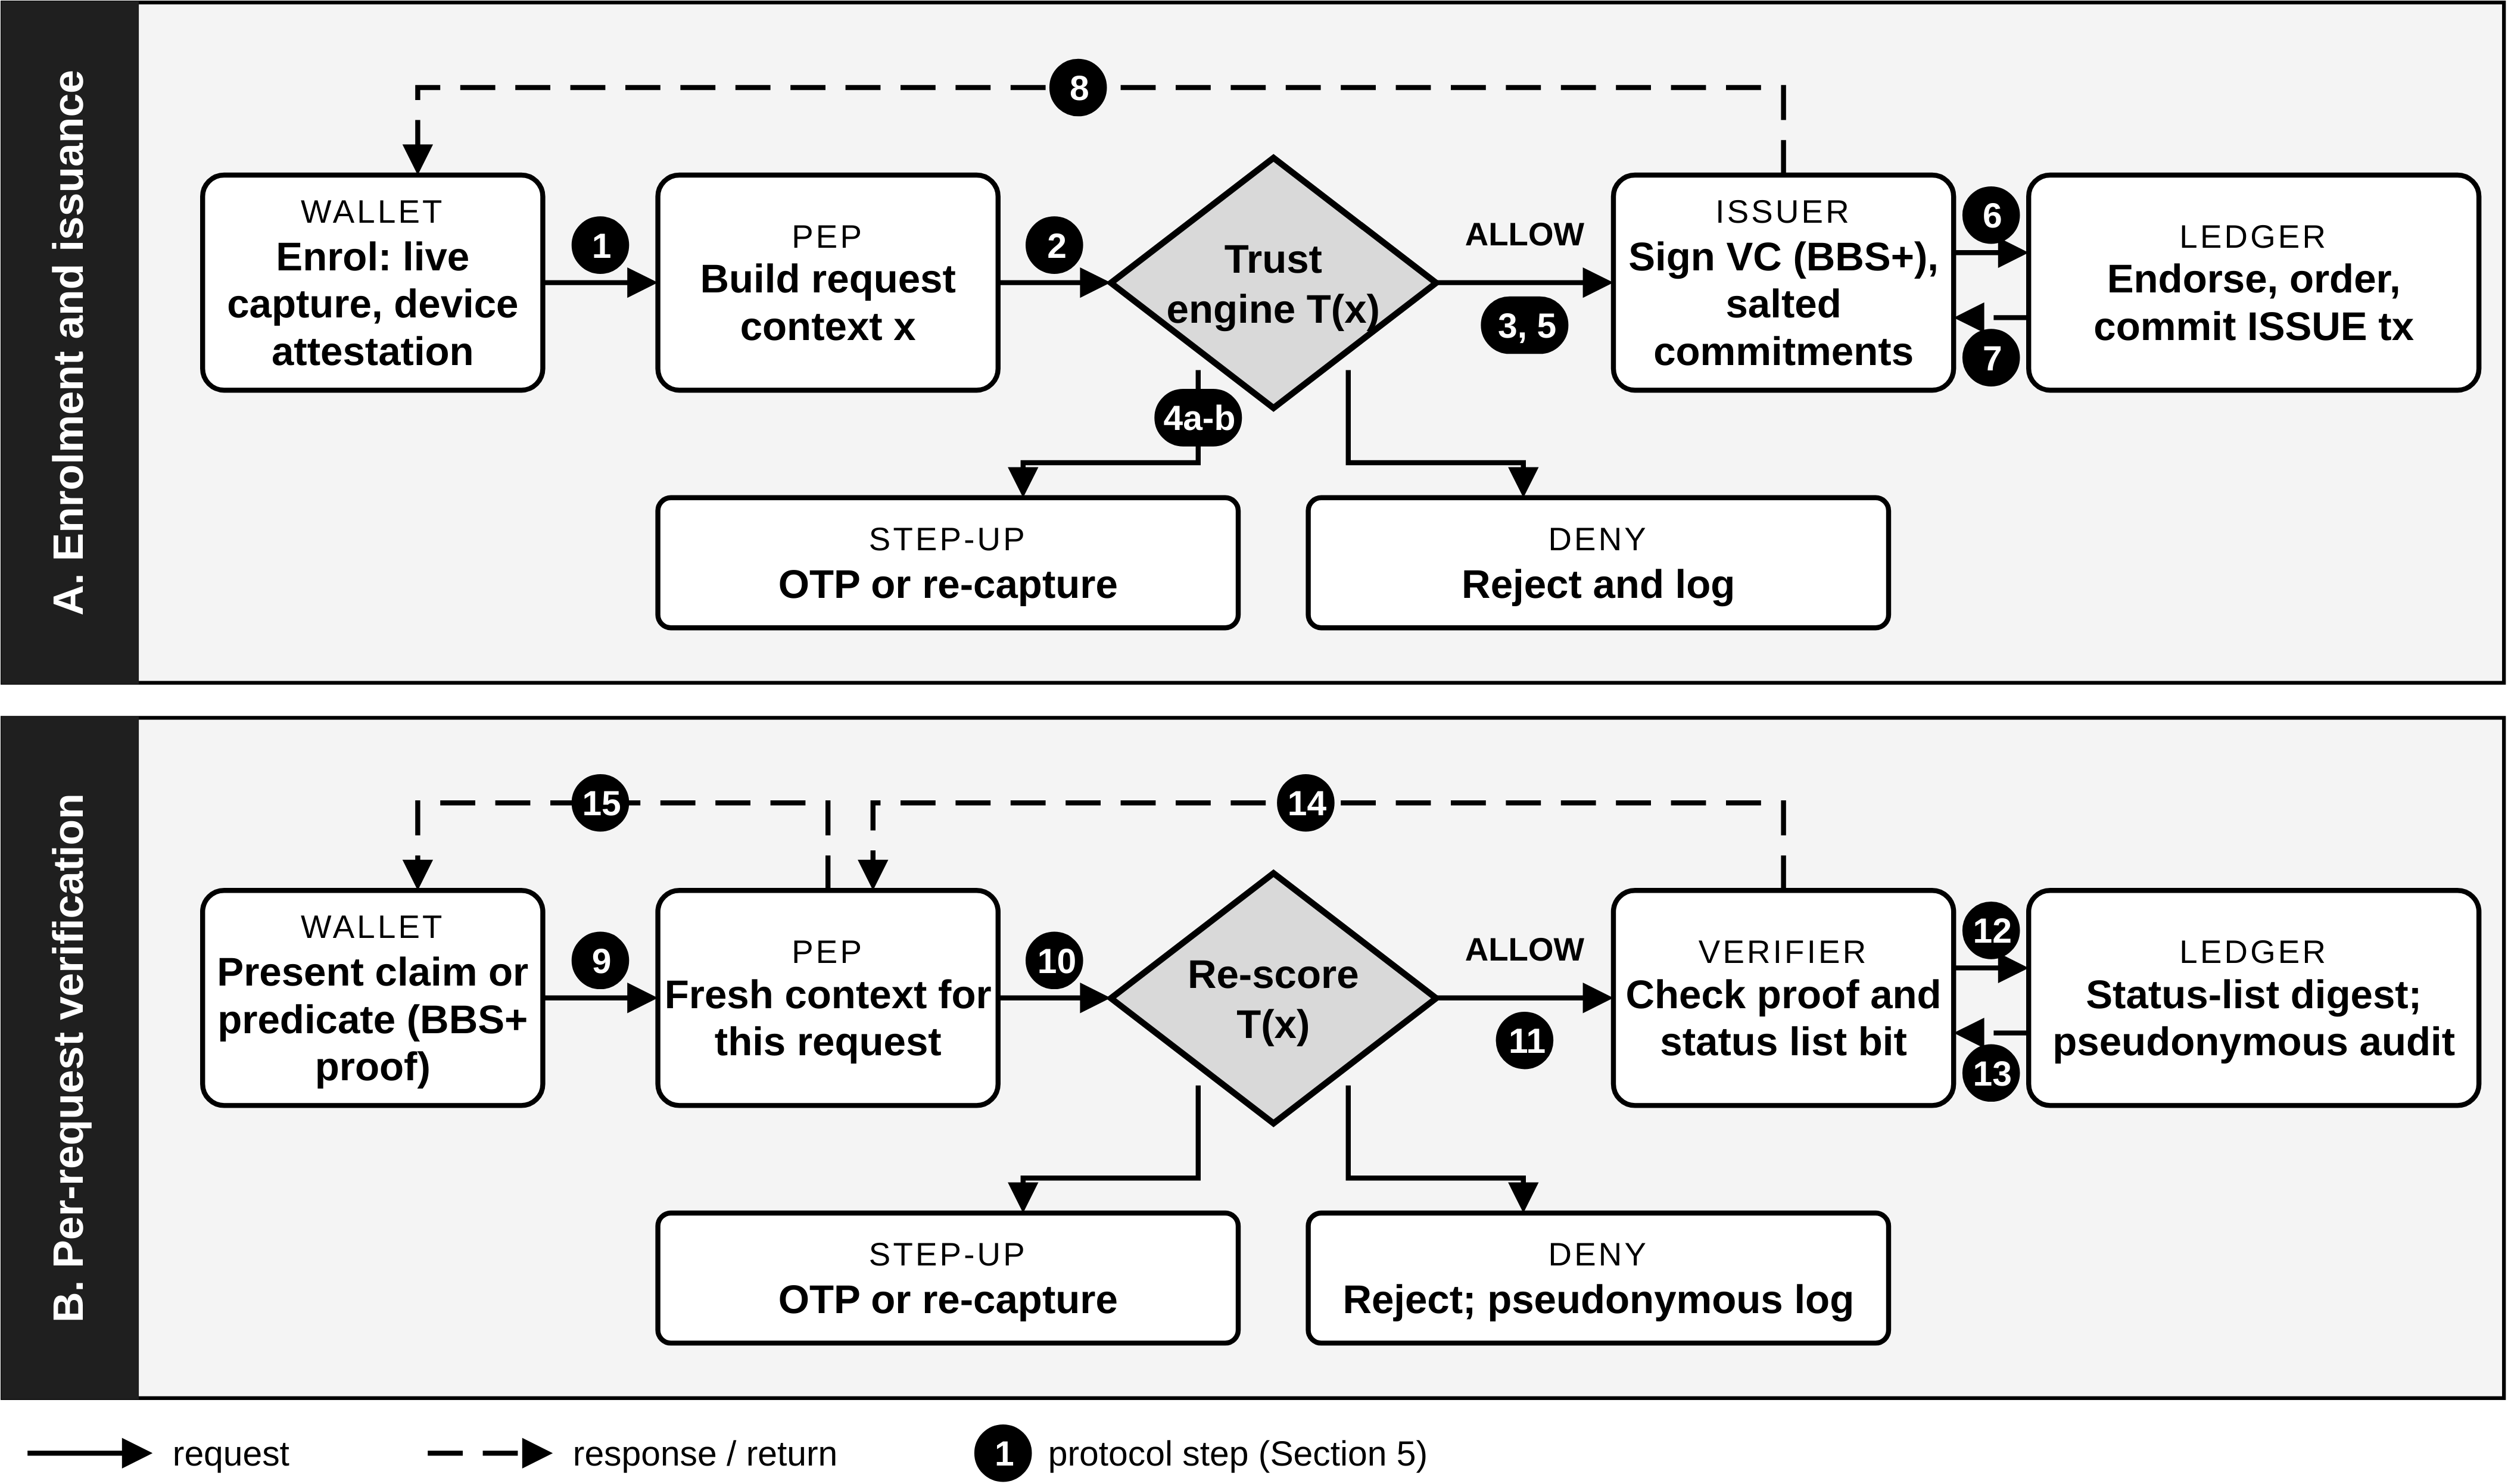 A. Enrolment and issuance
8
WALLET
Enrol: live
capture, device
attestation
1
PEP
Build request
context x
2
Trust
engine T(x)
ALLOW
3, 5
ISSUER
Sign VC (BBS+),
salted
commitments
6
7
LEDGER
Endorse, order,
commit ISSUE tx
4a-b
STEP-UP
OTP or re-capture
DENY
Reject and log
B. Per-request verification
15
14
WALLET
Present claim or
predicate (BBS+
proof)
9
PEP
Fresh context for
this request
10
Re-score
T(x)
ALLOW
11
VERIFIER
Check proof and
status list bit
12
13
LEDGER
Status-list digest;
pseudonymous audit
STEP-UP
OTP or re-capture
DENY
Reject; pseudonymous log
request
response / return
1 protocol step (Section 5)